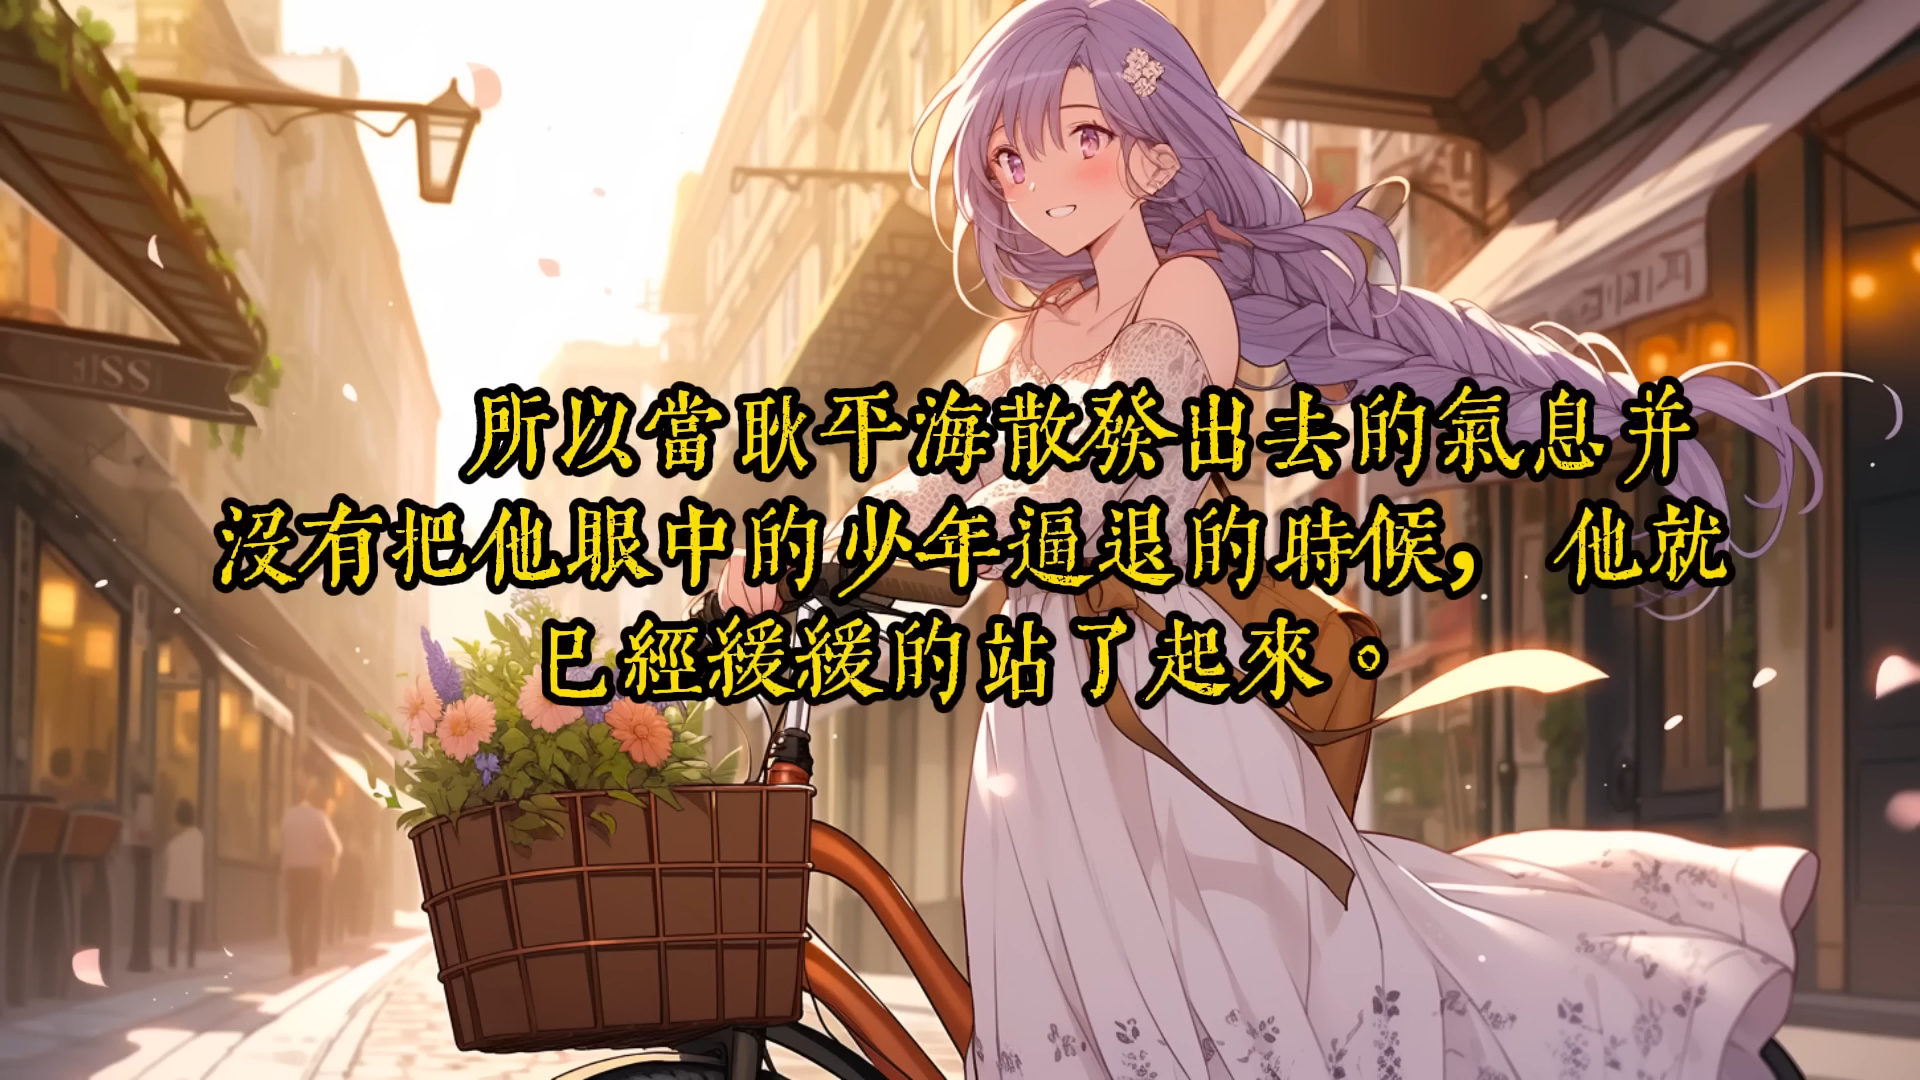 所以當耿平海散發出去的氣息并
沒有把他眼中的少年逼退的時候，他就
已經緩緩的站了起來。